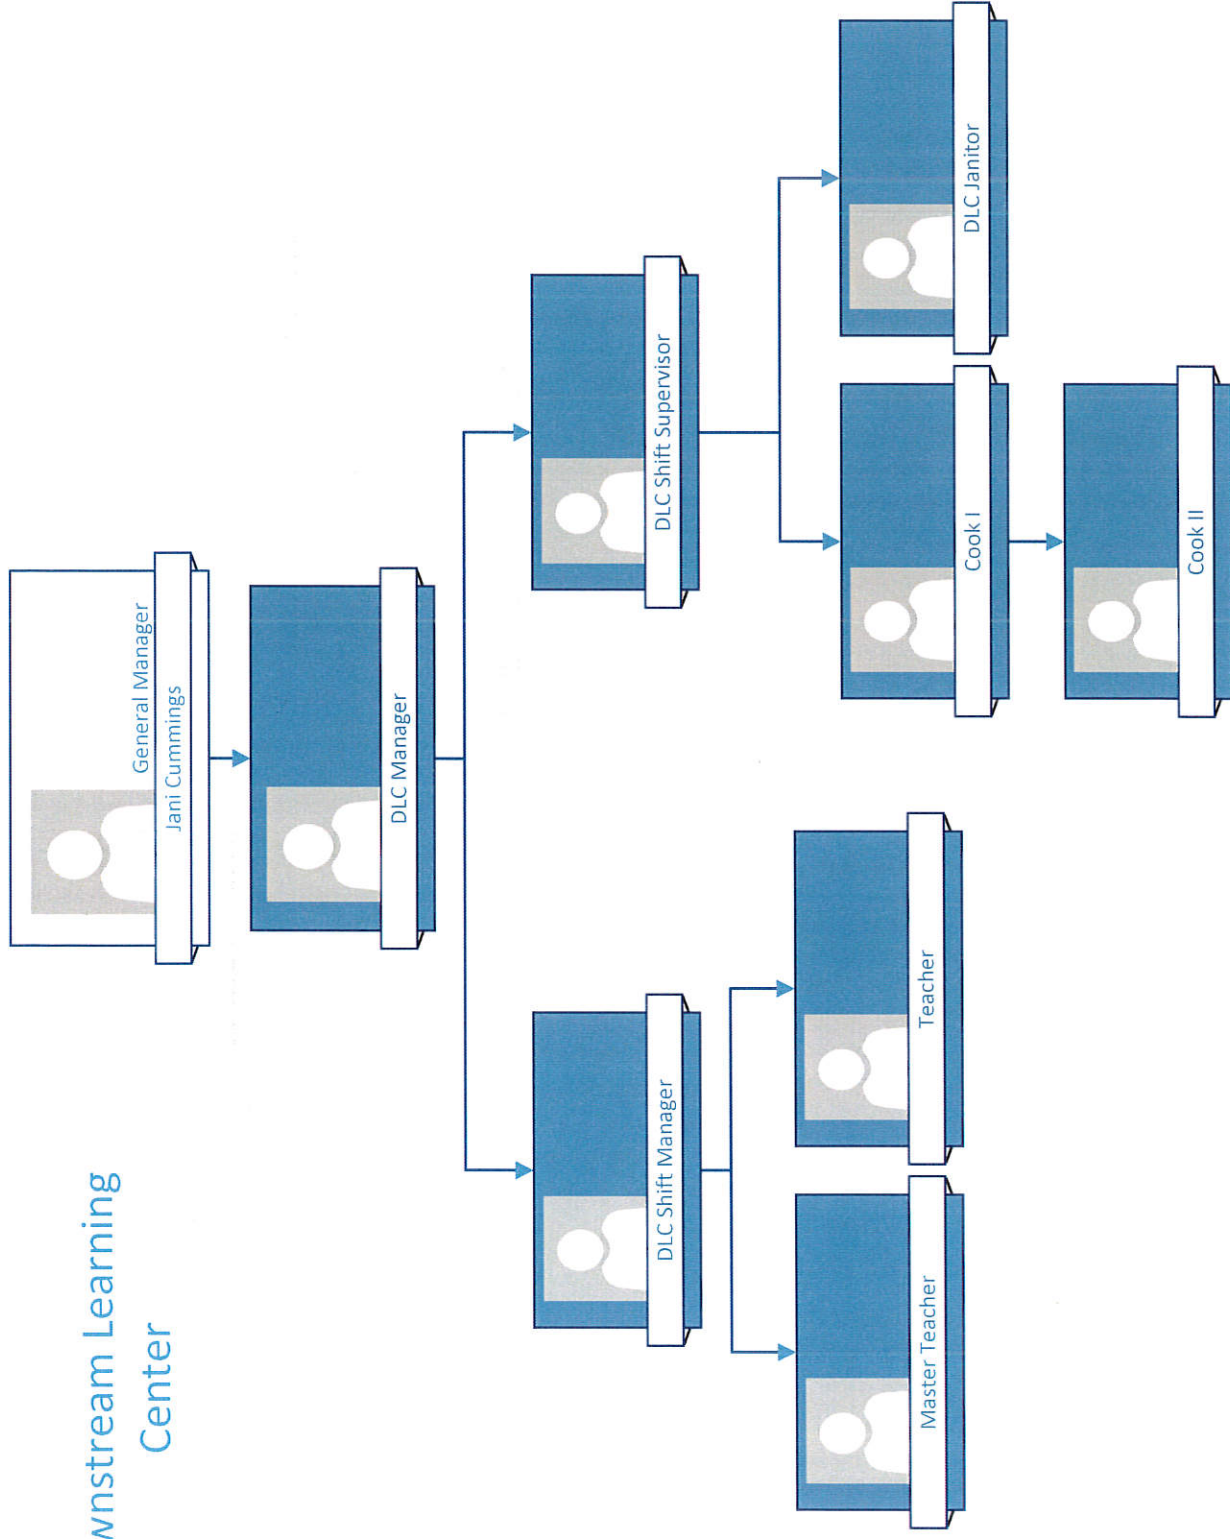 wnstream Learning
Center
General Manager
Jani Cummings
DLC Manager
DLC Shift Manager
DLC Shift Supervisor
Master Teacher
Teacher
Cook I
DLC Janitor
Cook II